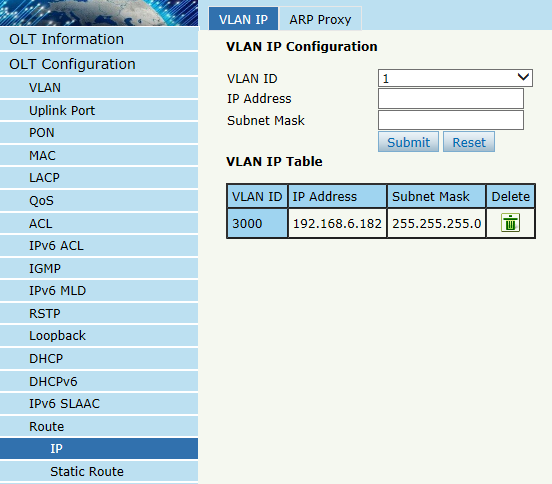 OLT Information
OLT Configuration
VLAN
Uplink Port
PON
MAC
LACP
QoS
ACL
IPv6 ACL
IGMP
IPv6 MLD
RSTP
Loopback
DHCP
DHCPv6
IPv6 SLAAC
Route
IP
Static Route
VLAN IP ARP Proxy
VLAN IP Configuration
VLAN ID 1
IP Address
Subnet Mask
Submit Reset
VLAN IP Table
VLAN ID IP Address Subnet Mask Delete
3000 192.168.6.182 255.255.255.0